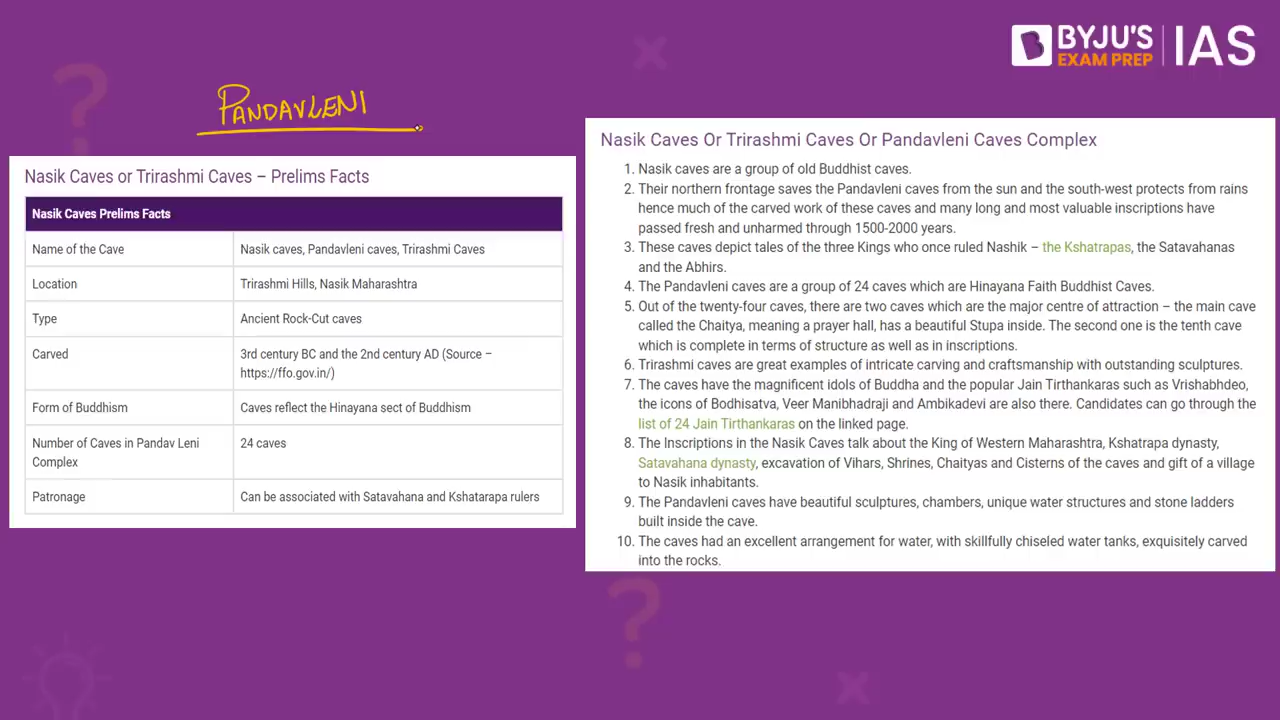 BYJU'S
EXAM PREP
IAS
PANDAVLENI
Nasik Caves or Trirashmi Caves – Prelims Facts
Nasik Caves Prelims Facts
Name of the Cave Nasik caves, Pandavleni caves, Trirashmi Caves
Location Trirashmi Hills, Nasik Maharashtra
Type Ancient Rock-Cut caves
Carved 3rd century BC and the 2nd century AD (Source –
https://ffo.gov.in/)
Form of Buddhism Caves reflect the Hinayana sect of Buddhism
Number of Caves in Pandav Leni 24 caves
Complex
Patronage Can be associated with Satavahana and Kshatarapa rulers
Nasik Caves Or Trirashmi Caves Or Pandavleni Caves Complex
1. Nasik caves are a group of old Buddhist caves.
2. Their northern frontage saves the Pandavleni caves from the sun and the south-west protects from rains
hence much of the carved work of these caves and many long and most valuable inscriptions have
passed fresh and unharmed through 1500-2000 years.
3. These caves depict tales of the three Kings who once ruled Nashik – the Kshatrapas, the Satavahanas
and the Abhirs.
4. The Pandavleni caves are a group of 24 caves which are Hinayana Faith Buddhist Caves.
5. Out of the twenty-four caves, there are two caves which are the major centre of attraction – the main cave
called the Chaitya, meaning a prayer hall, has a beautiful Stupa inside. The second one is the tenth cave
which is complete in terms of structure as well as in inscriptions.
6. Trirashmi caves are great examples of intricate carving and craftsmanship with outstanding sculptures.
7. The caves have the magnificent idols of Buddha and the popular Jain Tirthankaras such as Vrishabhdeo,
the icons of Bodhisatva, Veer Manibhadraji and Ambikadevi are also there. Candidates can go through the
list of 24 Jain Tirthankaras on the linked page.
8. The Inscriptions in the Nasik Caves talk about the King of Western Maharashtra, Kshatrapa dynasty,
Satavahana dynasty, excavation of Vihars, Shrines, Chaityas and Cisterns of the caves and gift of a village
to Nasik inhabitants.
9. The Pandavleni caves have beautiful sculptures, chambers, unique water structures and stone ladders
built inside the cave.
10. The caves had an excellent arrangement for water, with skillfully chiseled water tanks, exquisitely carved
into the rocks.